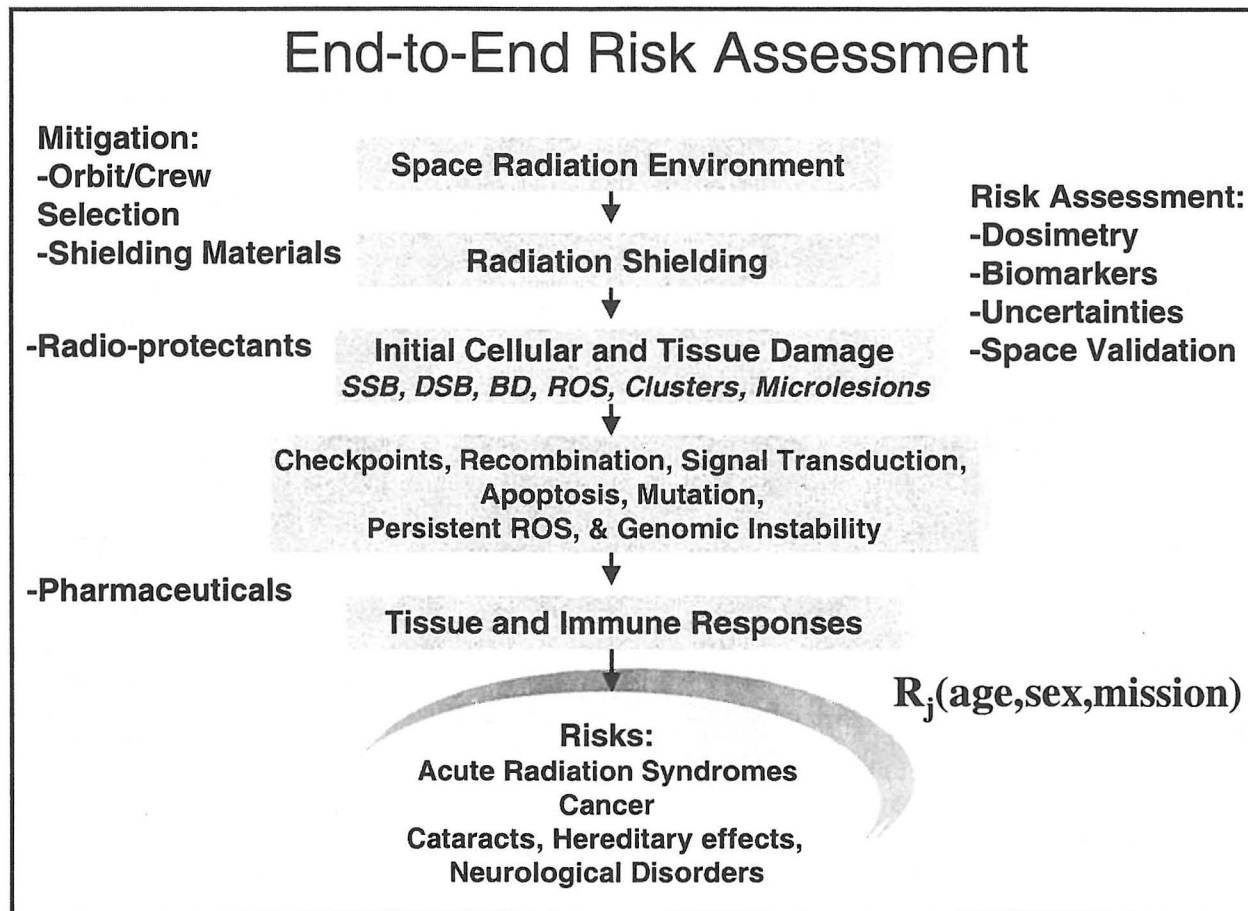 End-to-End Risk Assessment
Mitigation:
-Orbit/Crew
Selection
-Shielding Materials
-Radio-protectants
-Pharmaceuticals
Space Radiation Environment
Radiation Shielding
Initial Cellular and Tissue Damage
SSB, DSB, BD, ROS, Clusters, Microlesions
Checkpoints, Recombination, Signal Transduction,
Apoptosis, Mutation,
Persistent ROS, & Genomic Instability
Tissue and Immune Responses
Risks:
Acute Radiation Syndromes
Cancer
Cataracts, Hereditary effects,
Neurological Disorders
Risk Assessment:
-Dosimetry
-Biomarkers
-Uncertainties
-Space Validation
Rj(age,sex,mission)